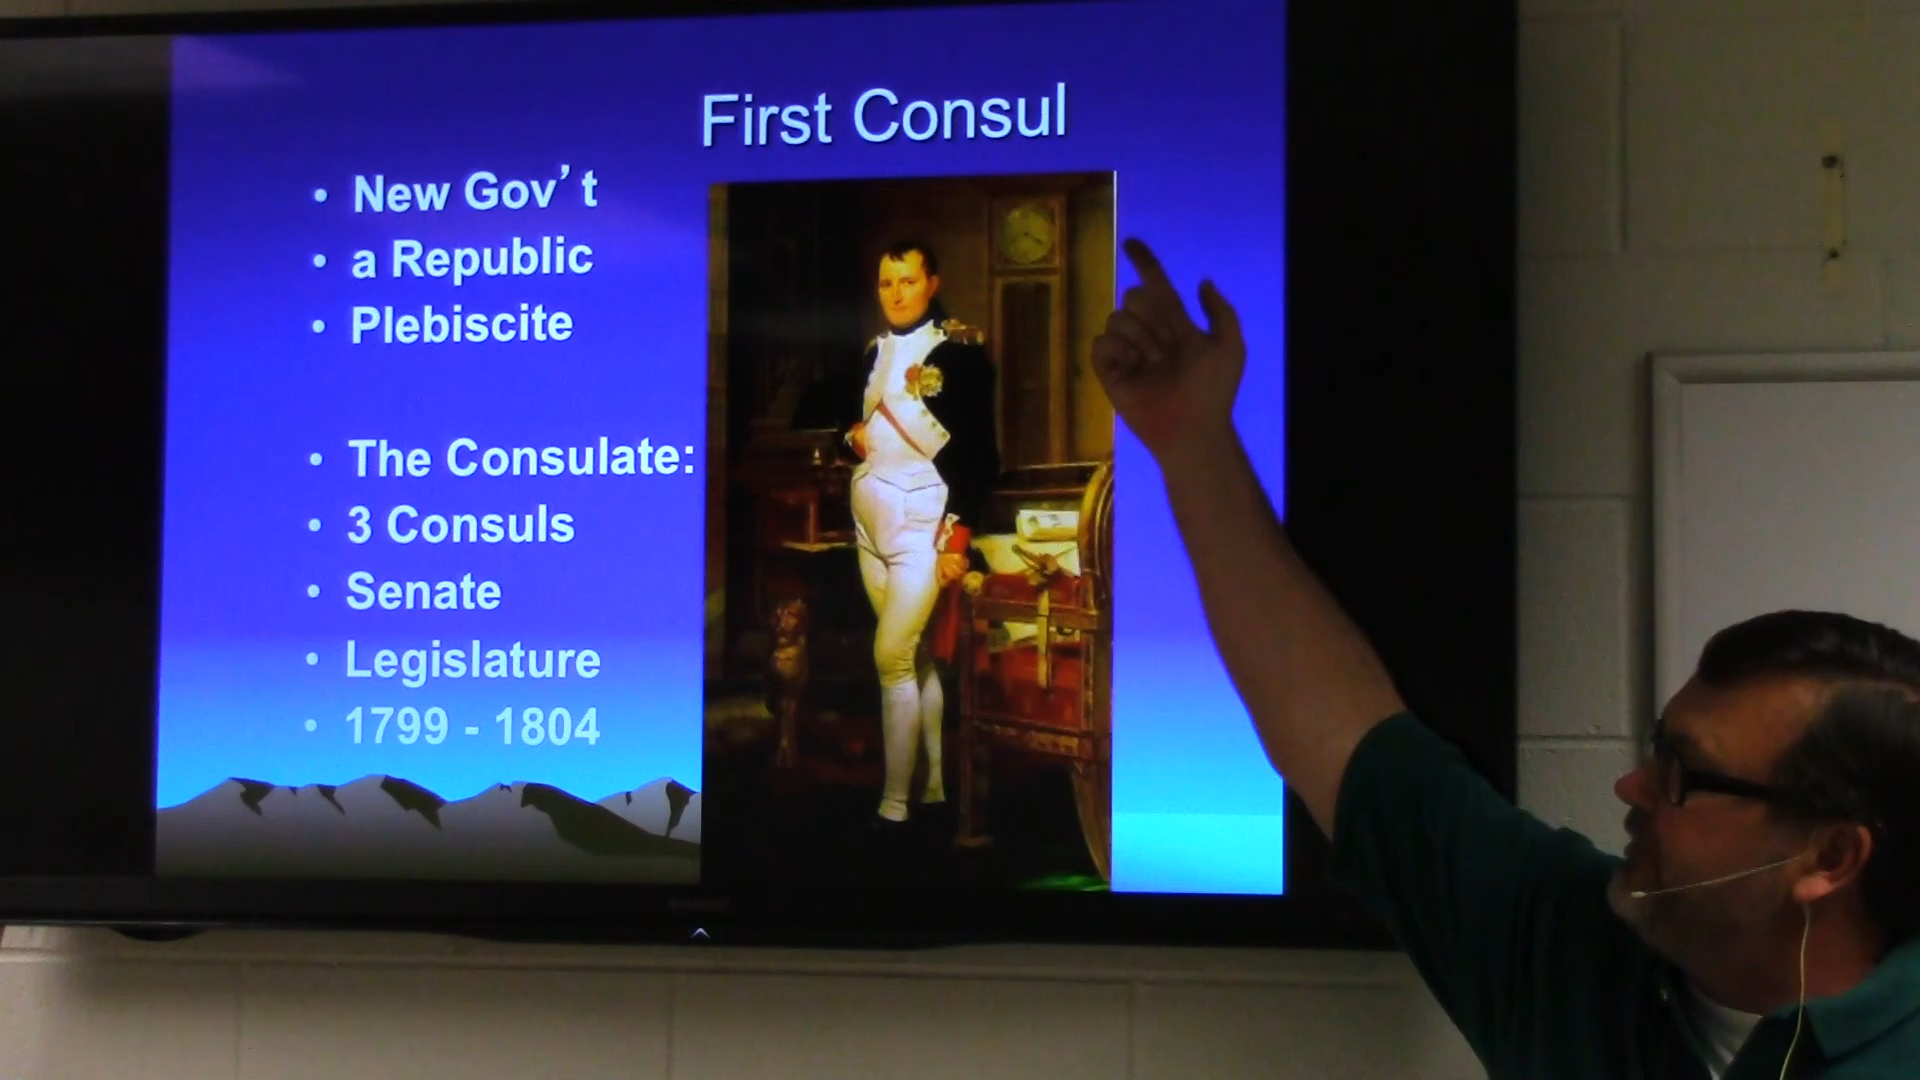 First Consul
• New Gov't
• a Republic
• Plebiscite
• The Consulate:
• 3 Consuls
• Senate
• Legislature
• 1799 - 1804